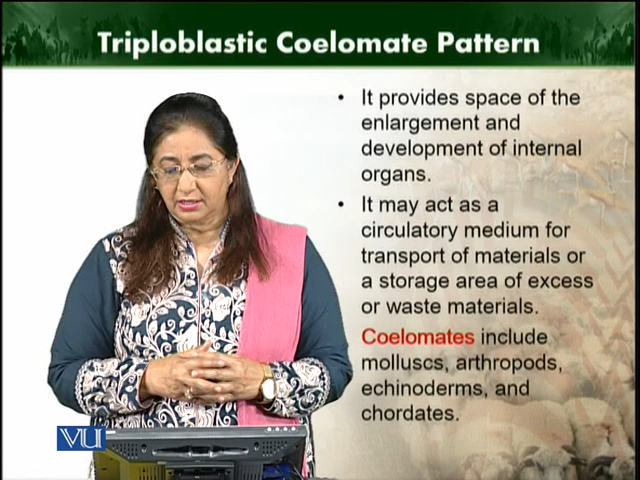 Triploblastic Coelomate Pattern
• It provides space of the
enlargement and
development of internal
organs.
• It may act as a
circulatory medium for
transport of materials or
a storage area of excess
or waste materials.
Coelomates include
molluscs, arthropods,
echinoderms, and
chordates.
VU